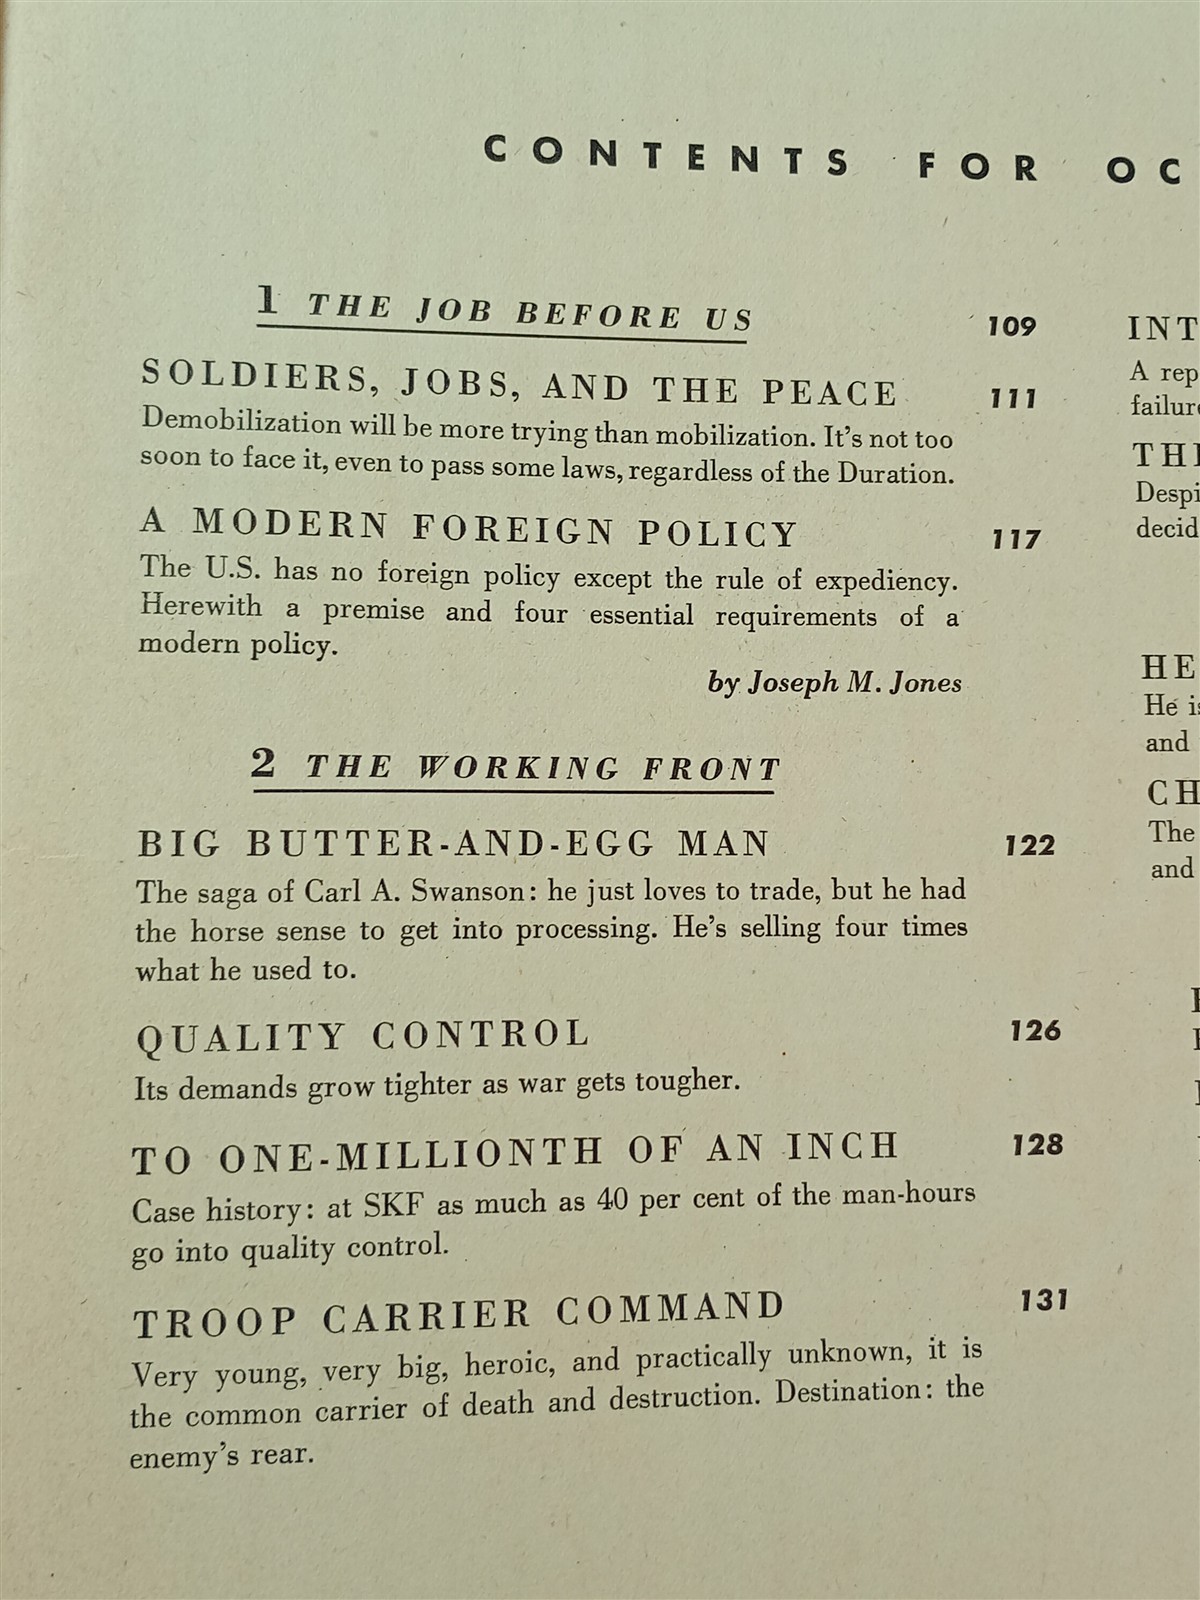 CONTENTS FOR OC
1 THE JOB BEFORE US 109
SOLDIERS, JOBS, AND THE PEACE 111
Demobilization will be more trying than mobilization. It's not too
soon to face it, even to pass some laws, regardless of the Duration.
A MODERN FOREIGN POLICY 117
The U.S. has no foreign policy except the rule of expediency.
Herewith a premise and four essential requirements of a
modern policy.
by Joseph M. Jones
2 THE WORKING FRONT
BIG BUTTER-AND-EGG MAN 122
The saga of Carl A. Swanson: he just loves to trade, but he had
the horse sense to get into processing. He's selling four times
what he used to.
QUALITY CONTROL 126
Its demands grow tighter as war gets tougher.
TO ONE-MILLIONTH OF AN INCH 128
Case history: at SKF as much as 40 per cent of the man-hours
go into quality control.
TROOP CARRIER COMMAND 131
Very young, very big, heroic, and practically unknown, it is
the common carrier of death and destruction. Destination: the
enemy's rear.
INT
A rep
failure
THE
Despi
decid
HE
He is
and
CH
The
and